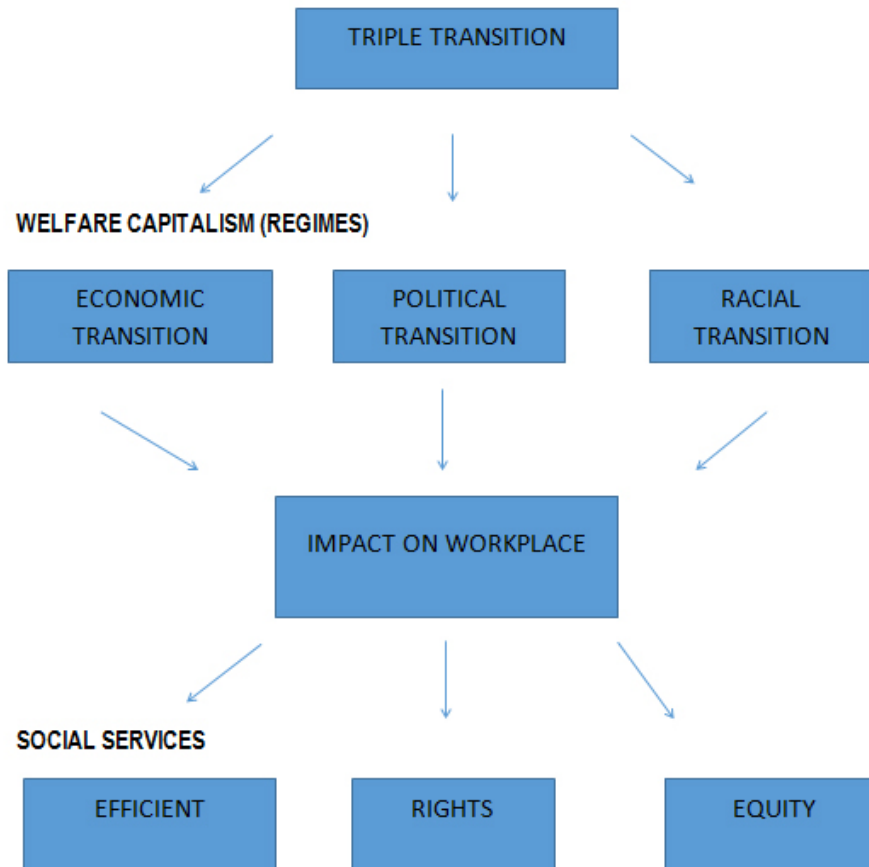 TRIPLE TRANSITION
WELFARE CAPITALISM (REGIMES)
ECONOMIC
TRANSITION
POLITICAL
TRANSITION
RACIAL
TRANSITION
IMPACT ON WORKPLACE
SOCIAL SERVICES
EFFICIENT
RIGHTS
EQUITY